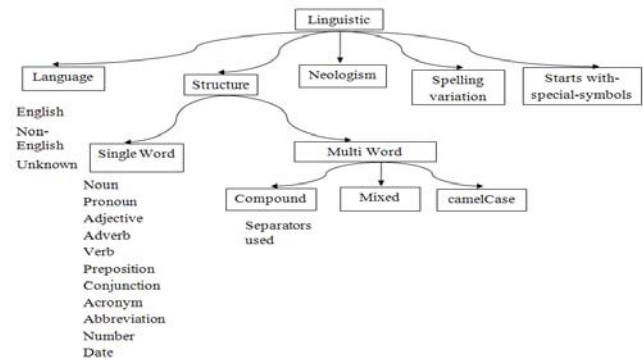 Linguistic
Language
Structure
Neologism
Spelling
variation
Starts with-
special-symbols
English
Non-
English
Unknown
Single Word
Multi Word
Noun
Pronoun
Adjective
Adverb
Verb
Preposition
Conjunction
Acronym
Abbreviation
Number
Date
Compound
Mixed
camelCase
Separators
used